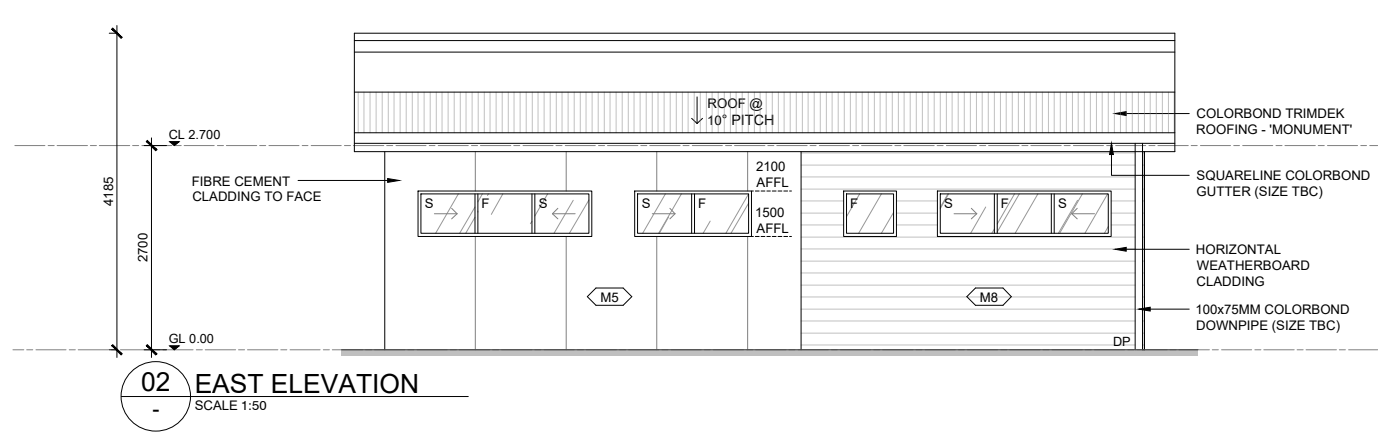 ROOF @
10° PITCH
COLORBOND TRIMDEK
ROOFING - 'MONUMENT'
CL 2.700
SQUARELINE COLORBOND
GUTTER (SIZE TBC)
FIBRE CEMENT
CLADDING TO FACE
2100
AFFL
1500
AFFL
S F S
S F
F
S F S
4185
2700
HORIZONTAL
WEATHERBOARD
CLADDING
M5
M8
100x75MM COLORBOND
DOWNPIPE (SIZE TBC)
GL 0.00
DP
02
-
EAST ELEVATION
SCALE 1:50